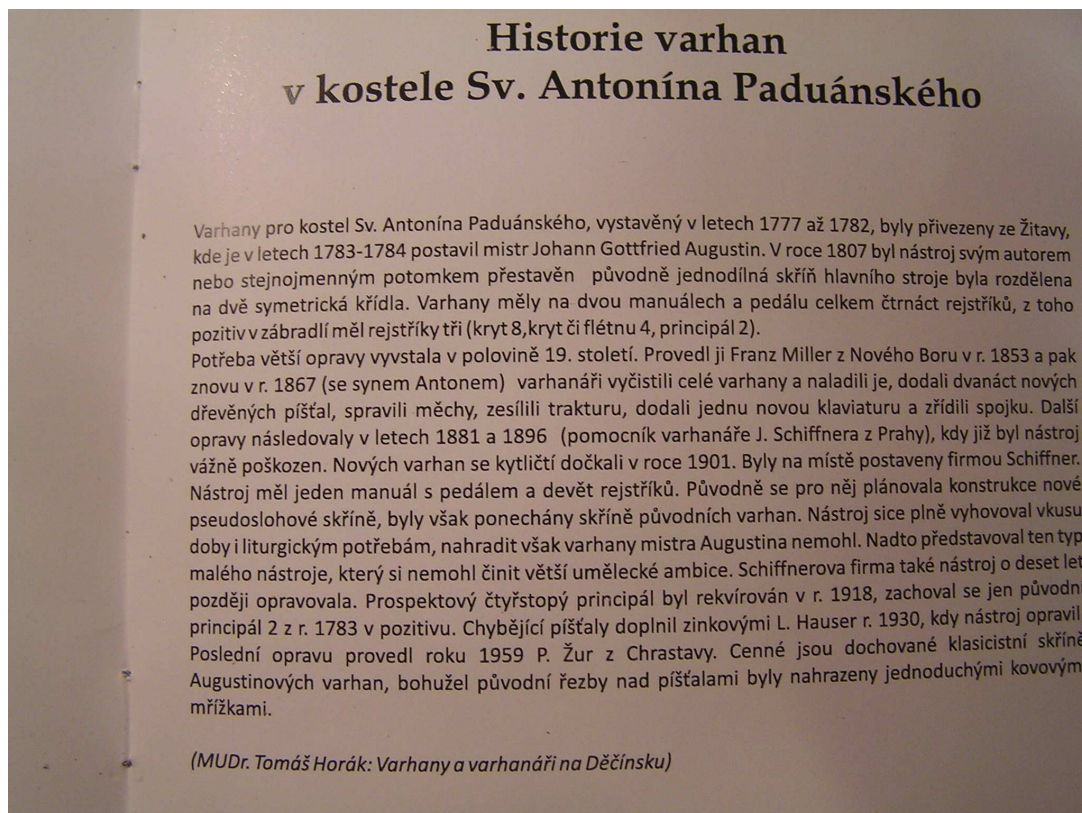 Historie varhan
v kostele Sv. Antonína Paduánského
Varhany pro kostel Sv. Antonína Paduánského, vystavěný v letech 1777 až 1782, byly přivezeny ze Žitavy,
kde je v letech 1783-1784 postavil mistr Johann Gottfried Augustin. V roce 1807 byl nástroj svým autorem
nebo stejnojmenným potomkem přestavěn původně jednodílná skříň hlavního stroje byla rozdělena
na dvě symetrická křídla. Varhany měly na dvou manuálech a pedálu celkem čtrnáct rejstříků, z toho
pozitiv v zábradlí měl rejstříky tři (kryt 8,kryt či flétnu 4, principál 2).
Potřeba větší opravy vyvstala v polovině 19. století. Provedl ji Franz Miller z Nového Boru v r. 1853 a pak
znovu v r. 1867 (se synem Antonem) varhanáři vyčistili celé varhany a naladili je, dodali dvanáct nových
dřevěných píšťal, spravili měchy, zesílili trakturu, dodali jednu novou klaviaturu a zřídili spojku. Další
opravy následovaly v letech 1881 a 1896 (pomocník varhanáře J. Schiffnera z Prahy), kdy již byl nástroj
vážně poškozen. Nových varhan se kytličtí dočkali v roce 1901. Byly na místě postaveny firmou Schiffner.
Nástroj měl jeden manuál s pedálem a devět rejstříků. Původně se pro něj plánovala konstrukce nové
pseudoslohové skříně, byly však ponechány skříně původních varhan. Nástroj sice plně vyhovoval vkusu
doby i liturgickým potřebám, nahradit však varhany mistra Augustina nemohl. Nadto představoval ten typ
malého nástroje, který si nemohl činit větší umělecké ambice. Schiffnerova firma také nástroj o deset let
později opravovala. Prospektový čtyřstopý principál byl rekvírován v r. 1918, zachoval se jen původní
principál 2 z r. 1783 v pozitivu. Chybějící píšťaly doplnil zinkovými L. Hauser r. 1930, kdy nástroj opravil.
Poslední opravu provedl roku 1959 P. Žur z Chrastavy. Cenné jsou dochované klasicistní skříně
Augustinových varhan, bohužel původní řezby nad píšťalami byly nahrazeny jednoduchými kovovým
mřížkami.
(MUDr. Tomáš Horák: Varhany a varhanáři na Děčínsku)